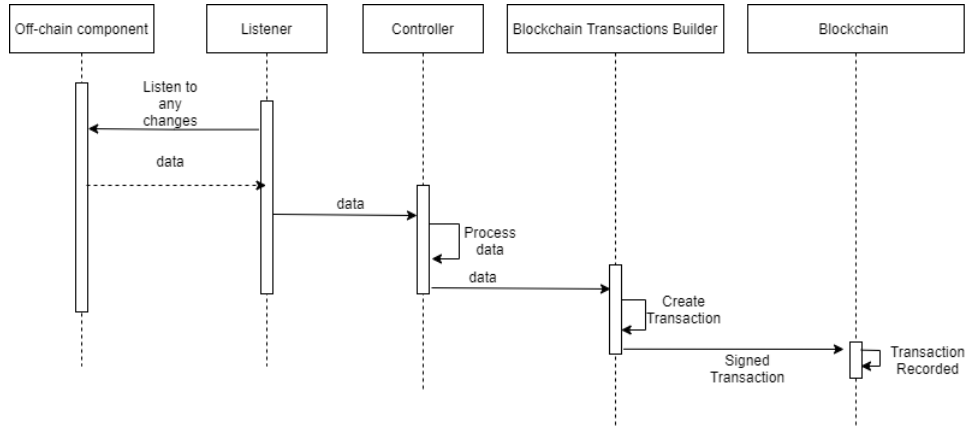 Off-chain component
Listener
Controller
Blockchain Transactions Builder
Blockchain
Listen to
any
changes
data
data
Process
data
data
Create
Transaction
Signed
Transaction
Transaction
Recorded